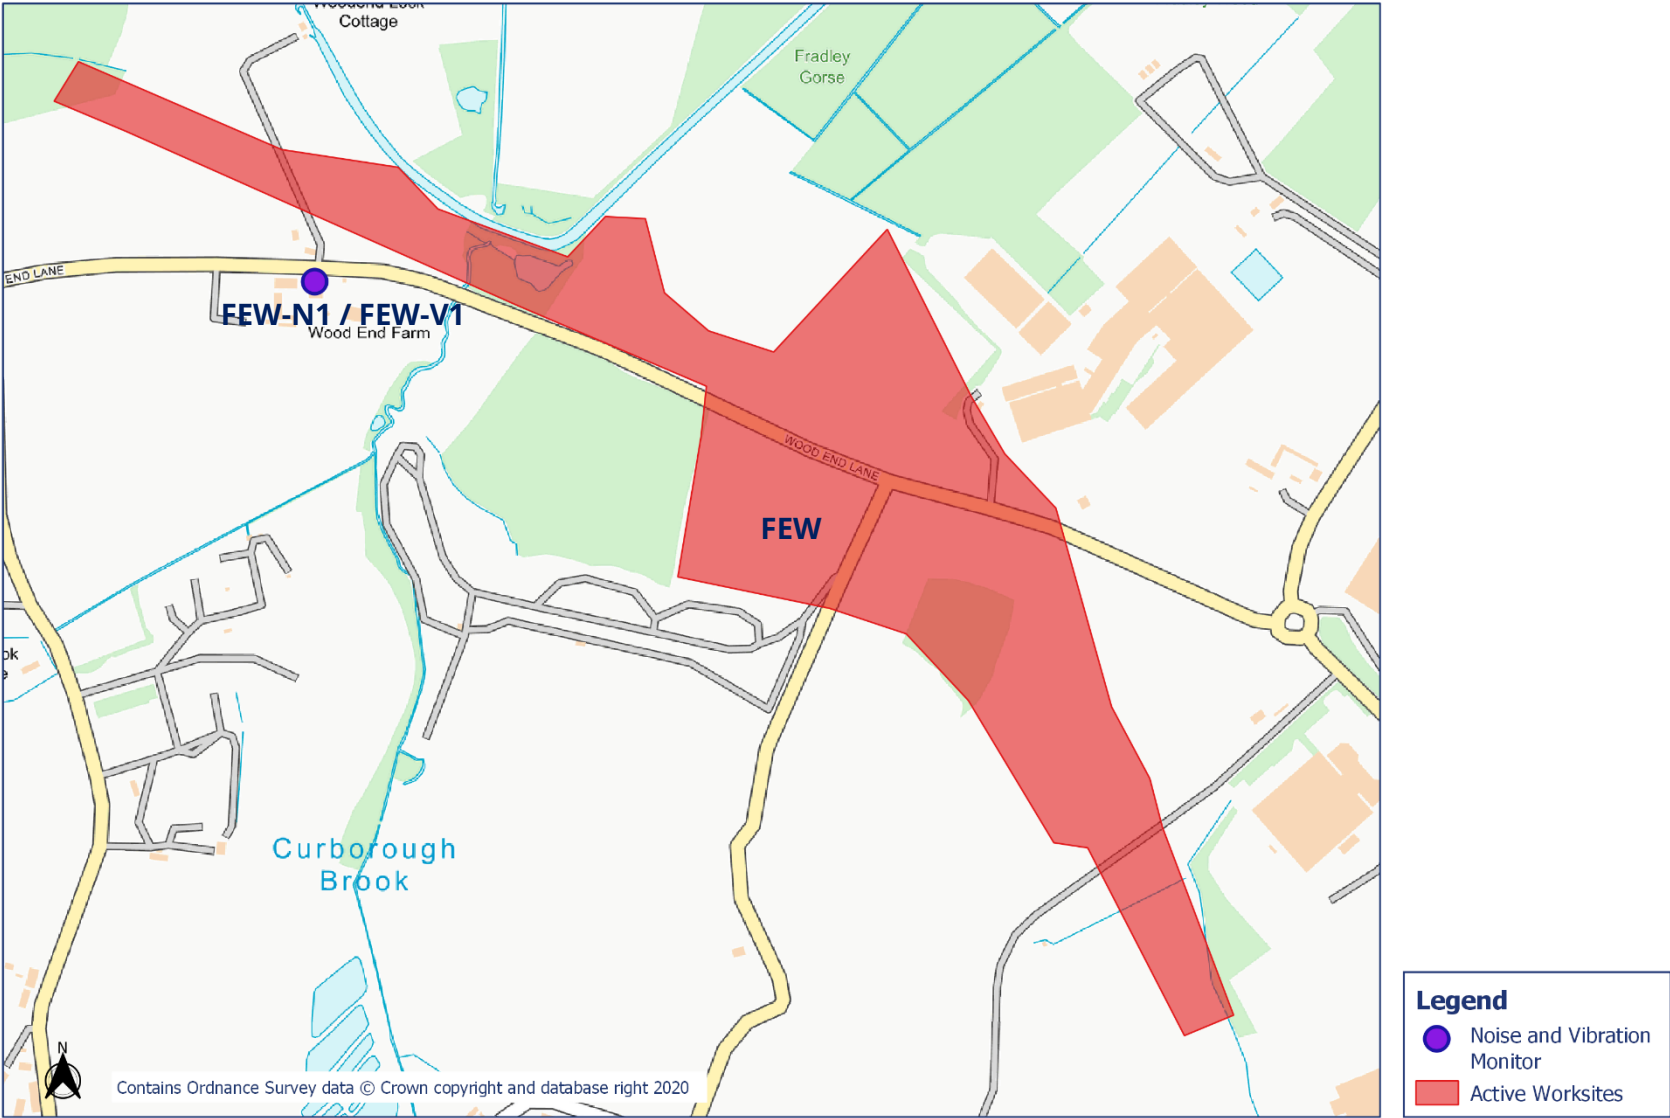 Cottage
Fradley
Gorse
END LANE
FEW-N1 / FEW-V1
Wood End Farm
WOOD END LANE
FEW
Curborough
Brook
N
Contains Ordnance Survey data © Crown copyright and database right 2020
Legend
Noise and Vibration
Monitor
Active Worksites